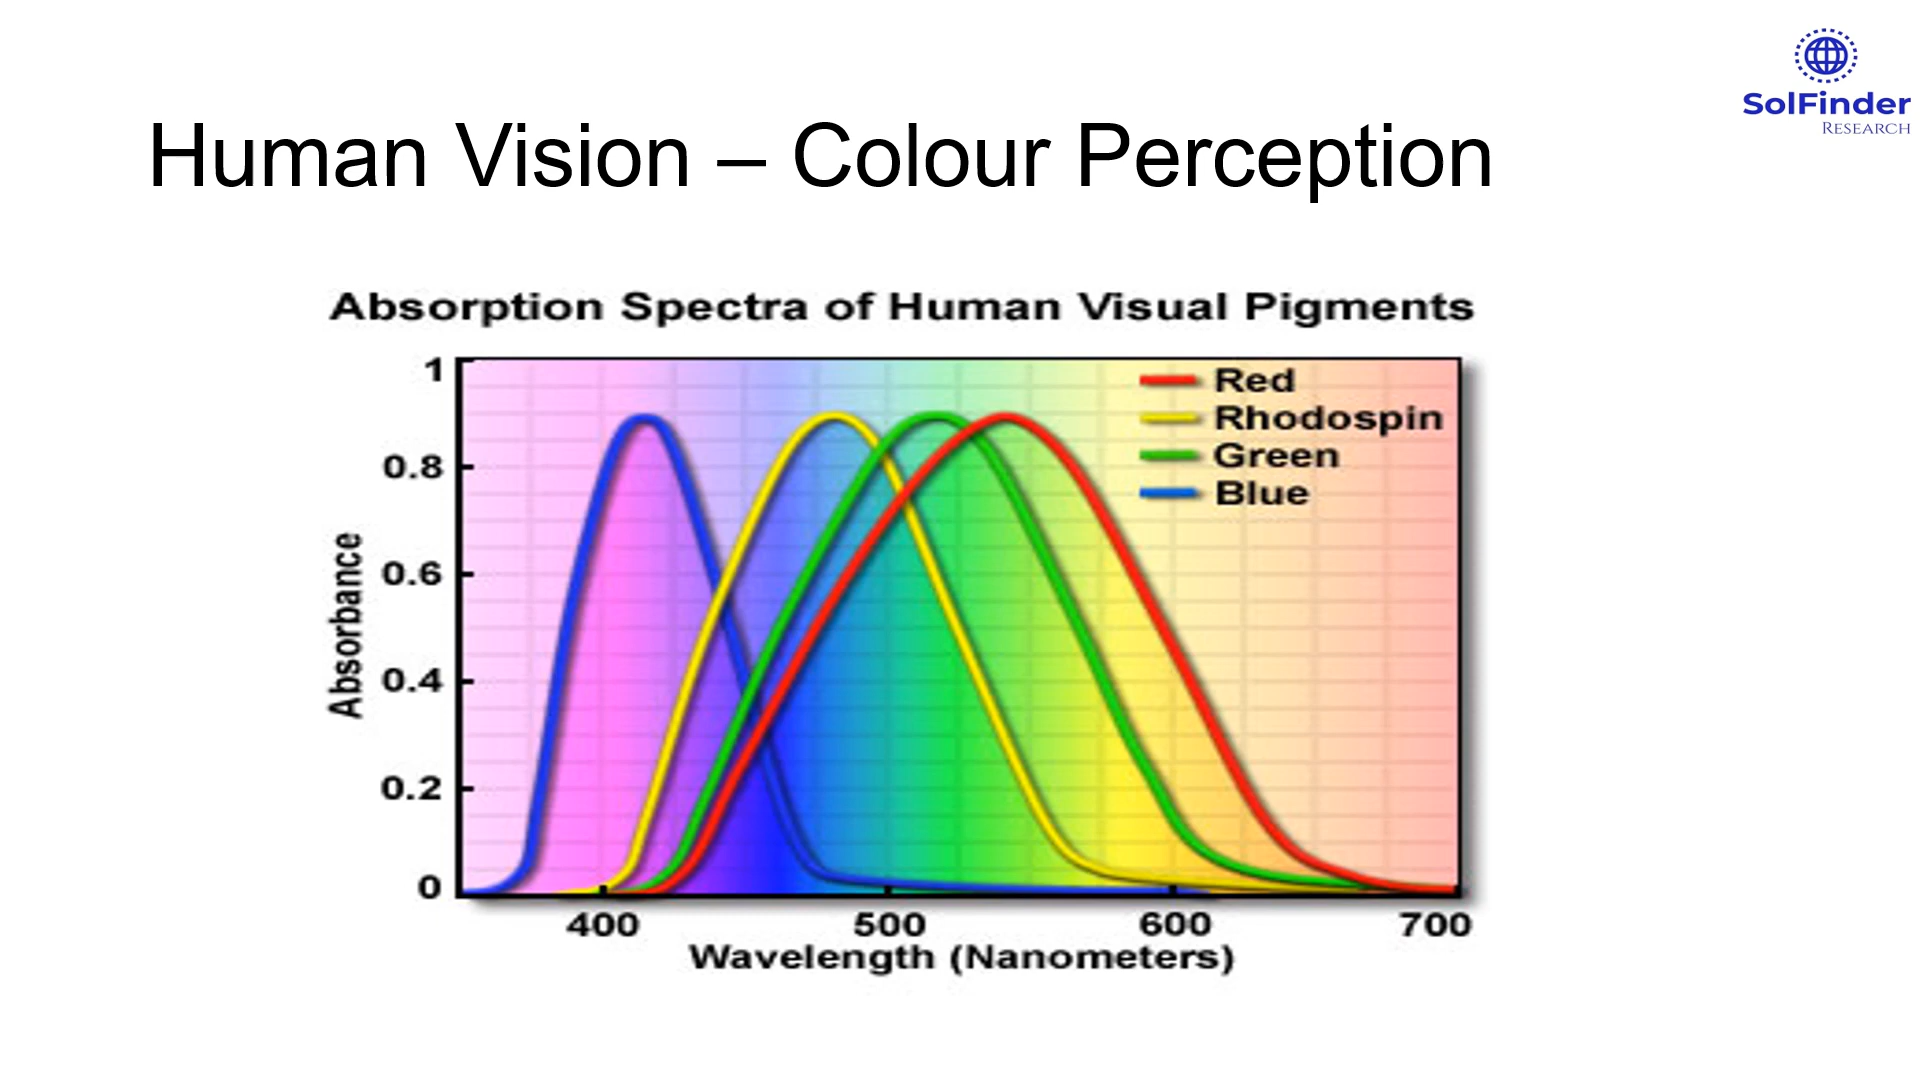 SolFinder
RESEARCH
Human Vision – Colour Perception
Absorption Spectra of Human Visual Pigments
1
0.8
0.6
0.4
0.2
0
Absorbance
Red
Rhodospin
Green
Blue
400 500 600 700
Wavelength (Nanometers)